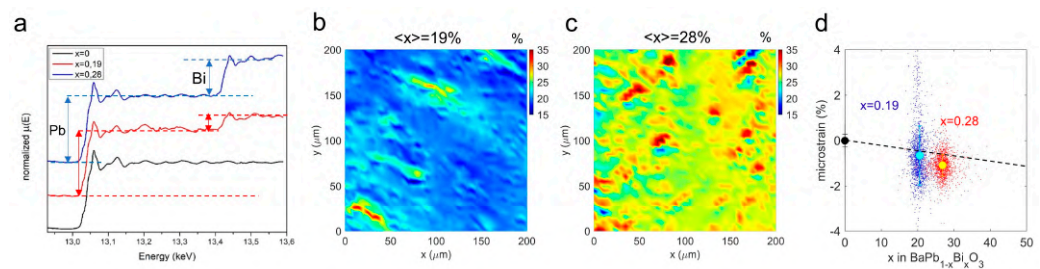 a
x=0
x=0,19
x=0,28
Bi
Pb
normalized μ(E)
13,0 13,1 13,2 13,3 13,4 13,5 13,6
Energy (keV)
b
<x>=19% %
200
150
100
50
0
y (μm)
0 50 100 150 200
x (μm)
35
30
25
20
15
c
<x>=28% %
200
150
100
50
0
y (μm)
0 50 100 150 200
x (μm)
35
30
25
20
15
d
4
2
0
-2
-4
microstrain (%)
x=0.19
x=0.28
0 10 20 30 40 50
x in BaPb1-xBixO3